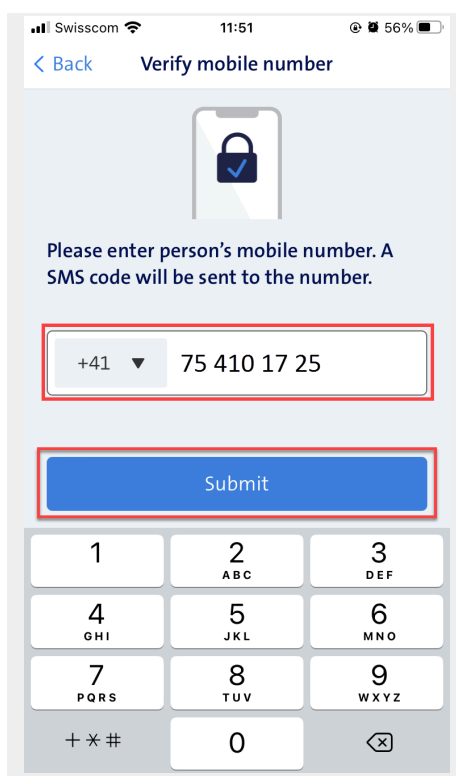 Swisscom 11:51 56%
< Back Verify mobile number
Please enter person's mobile number. A
SMS code will be sent to the number.
+41 ▼ 75 410 17 25
Submit
1 2 3
ABC DEF
4 5 6
GHI JKL MNO
7 8 9
PQRS TUV WXYZ
+*# 0